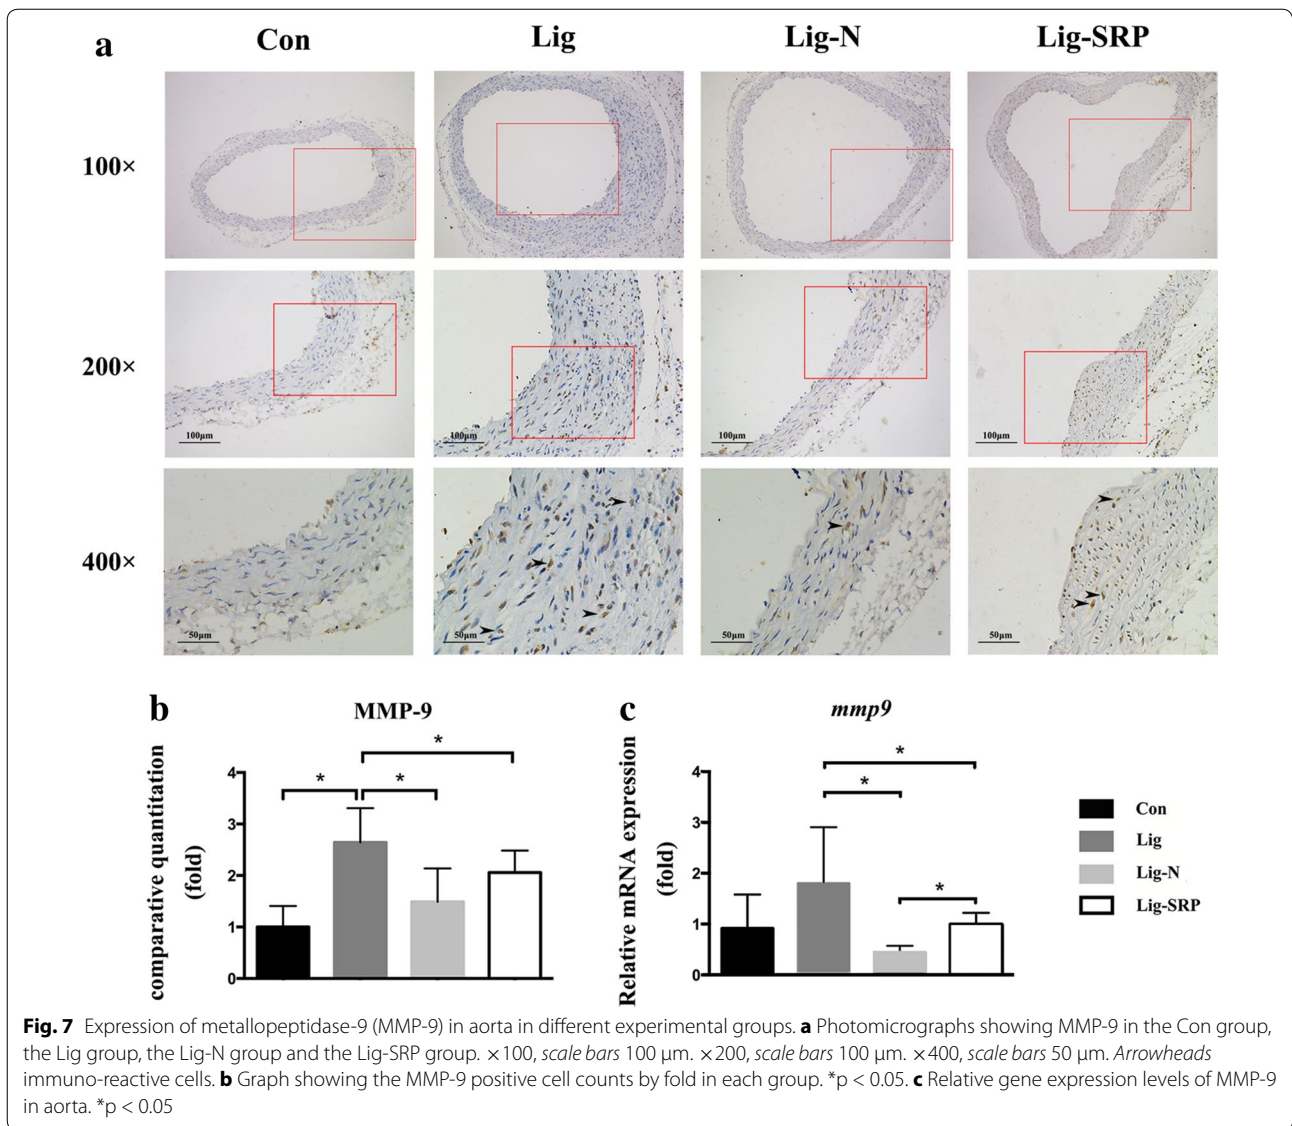 a
Con
Lig
Lig-N
Lig-SRP
100×
200×
100μm
100μm
100μm
100μm
400×
50μm
50μm
50μm
50μm
b
MMP-9
comparative quantitation
(fold)
4
3
2
1
0
*
*
*
c
mmp9
Relative mRNA expression
(fold)
4
3
2
1
0
*
*
*
Con
Lig
Lig-N
Lig-SRP
Fig. 7 Expression of metallopeptidase-9 (MMP-9) in aorta in different experimental groups. a Photomicrographs showing MMP-9 in the Con group,
the Lig group, the Lig-N group and the Lig-SRP group. ×100, scale bars 100 μm. ×200, scale bars 100 μm. ×400, scale bars 50 μm. Arrowheads
immuno-reactive cells. b Graph showing the MMP-9 positive cell counts by fold in each group. *p < 0.05. c Relative gene expression levels of MMP-9
in aorta. *p < 0.05